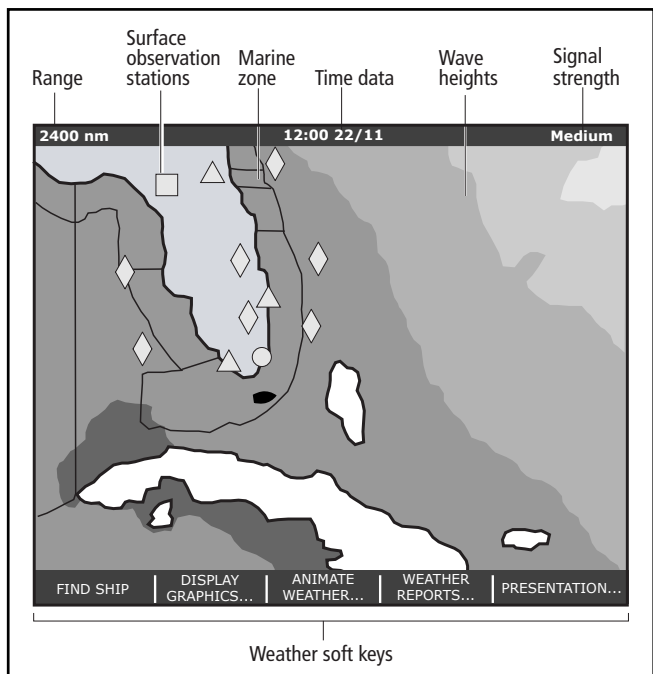 Range
Surface
observation
stations
Marine
zone
Time data
Wave
heights
Signal
strength
2400 nm
12:00 22/11
Medium
FIND SHIP
DISPLAY
GRAPHICS...
ANIMATE
WEATHER...
WEATHER
REPORTS...
PRESENTATION...
Weather soft keys